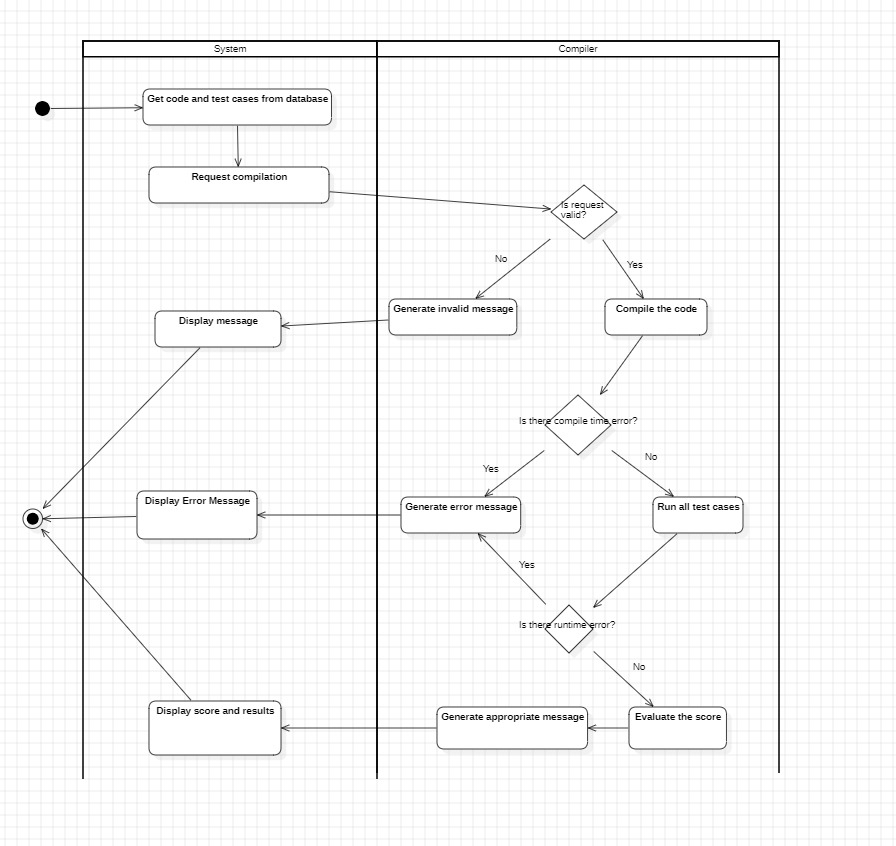 System
Compiler
Get code and test cases from database
Request compilation
Is request
valid?
No
Yes
Generate invalid message
Compile the code
Display message
Is there compile time error?
Yes
No
Display Error Message
Generate error message
Run all test cases
Yes
Is there runtime error?
No
Display score and results
Generate appropriate message
Evaluate the score